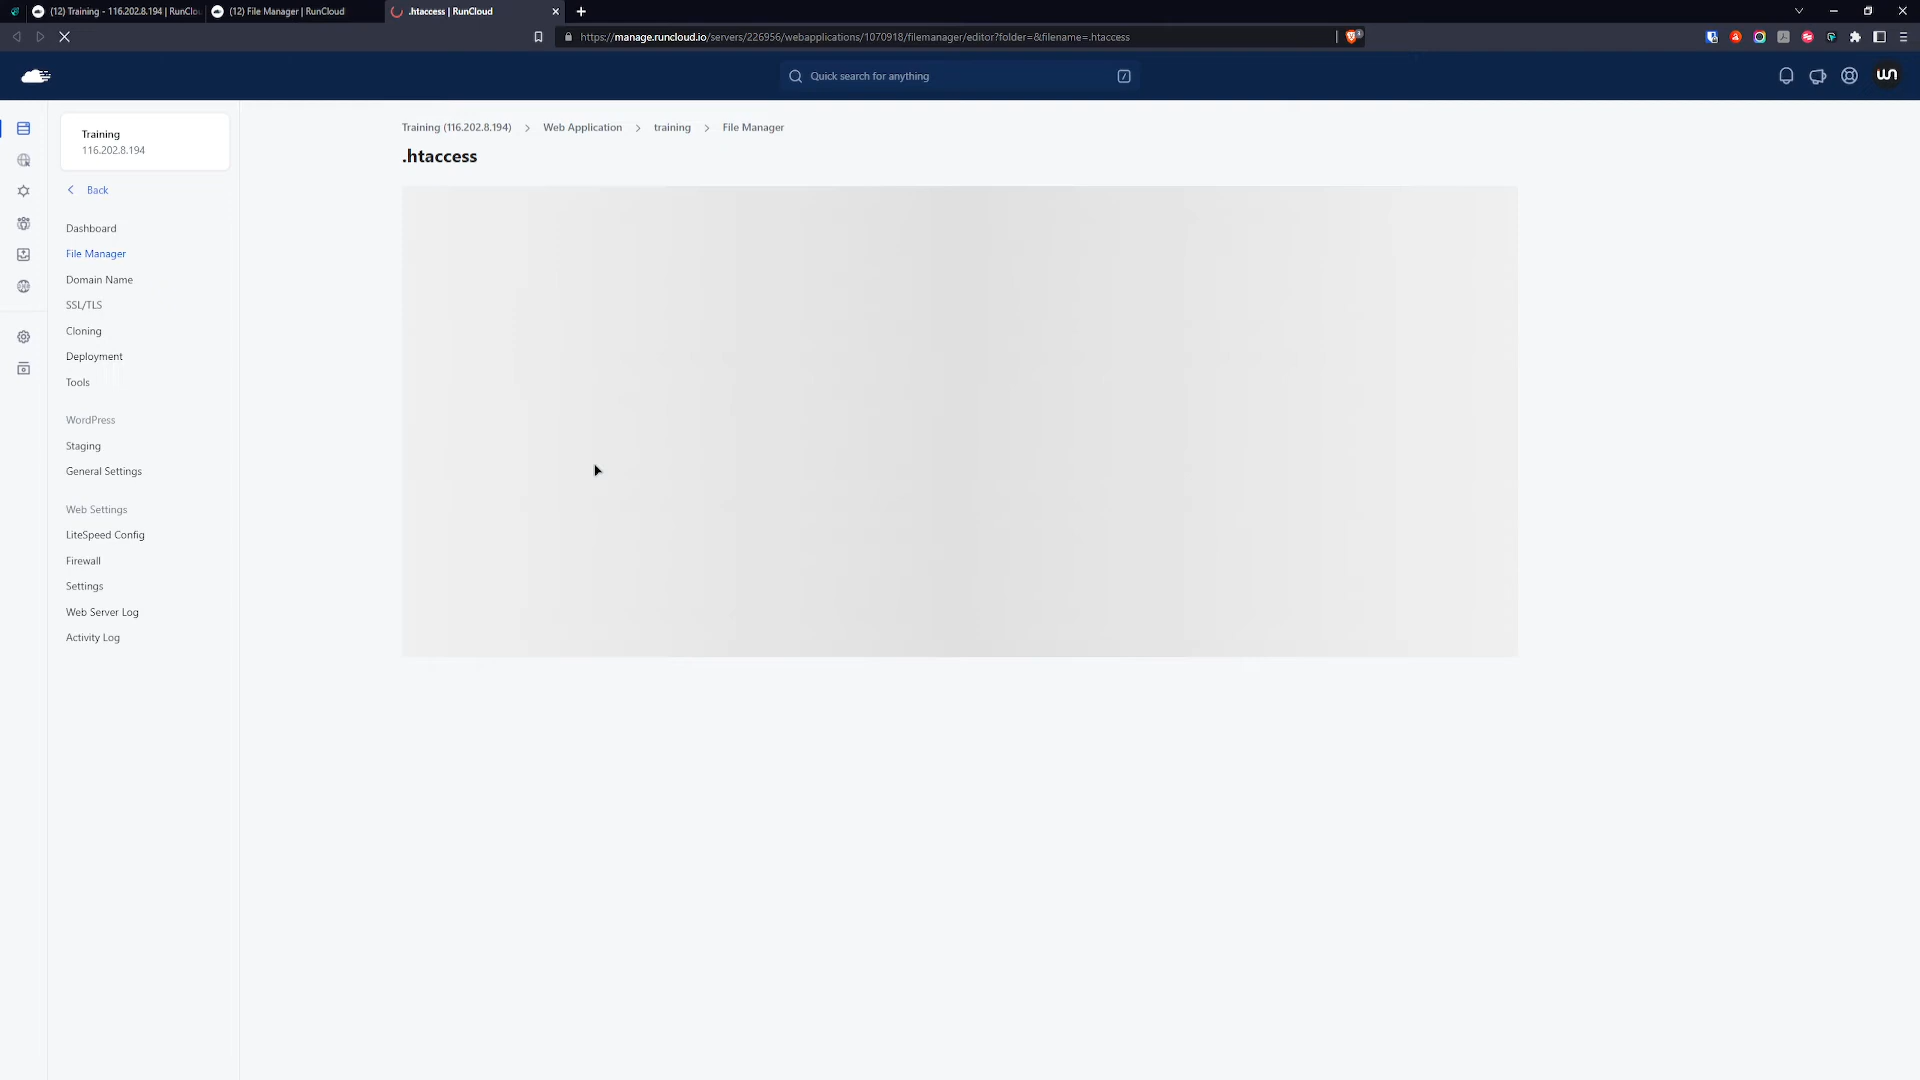 (12) Training - 116.202.8.194 | RunClo
(12) File Manager | RunCloud
.htaccess | RunCloud
https://manage.runcloud.io/servers/226956/webapplications/1070918/filemanager/editor?folder=&filename=.htaccess
Quick search for anything
Training
116.202.8.194
Back
Dashboard
File Manager
Domain Name
SSL/TLS
Cloning
Deployment
Tools
WordPress
Staging
General Settings
Web Settings
LiteSpeed Config
Firewall
Settings
Web Server Log
Activity Log
Training (116.202.8.194) > Web Application > training > File Manager
.htaccess